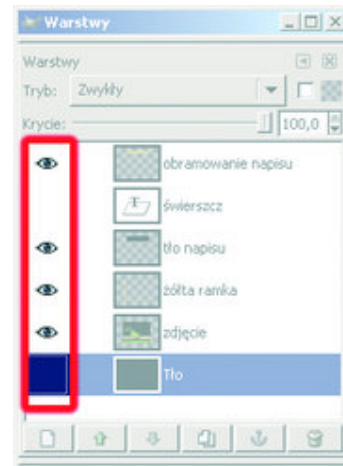 Warstwy
Warstwy
Tryb: Zwykły
Krycie: 100,0
obramowanie napisu
T świerszcz
tło napisu
żółta ramka
zdjęcie
Tło